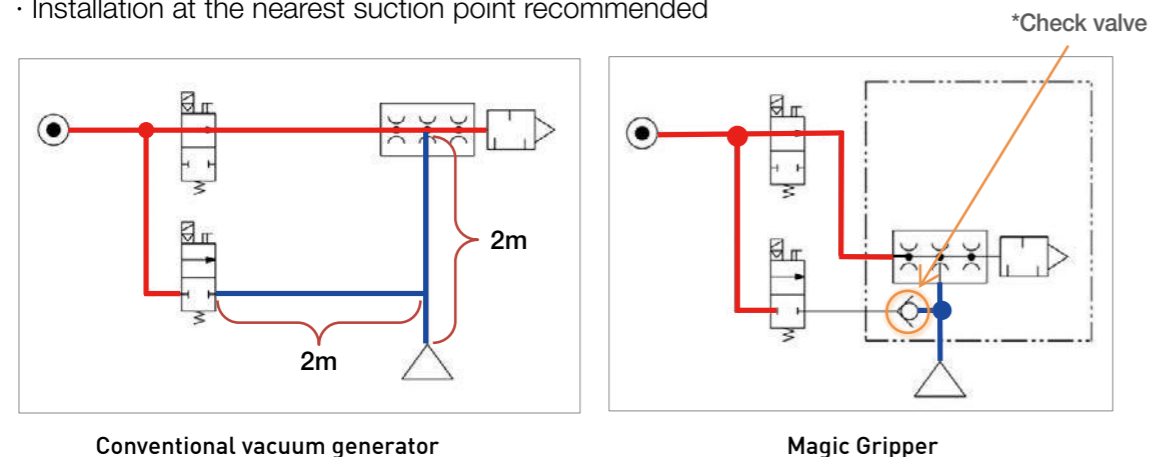 · Installation at the nearest suction point recommended
*Check valve
2m
2m
Conventional vacuum generator
Magic Gripper